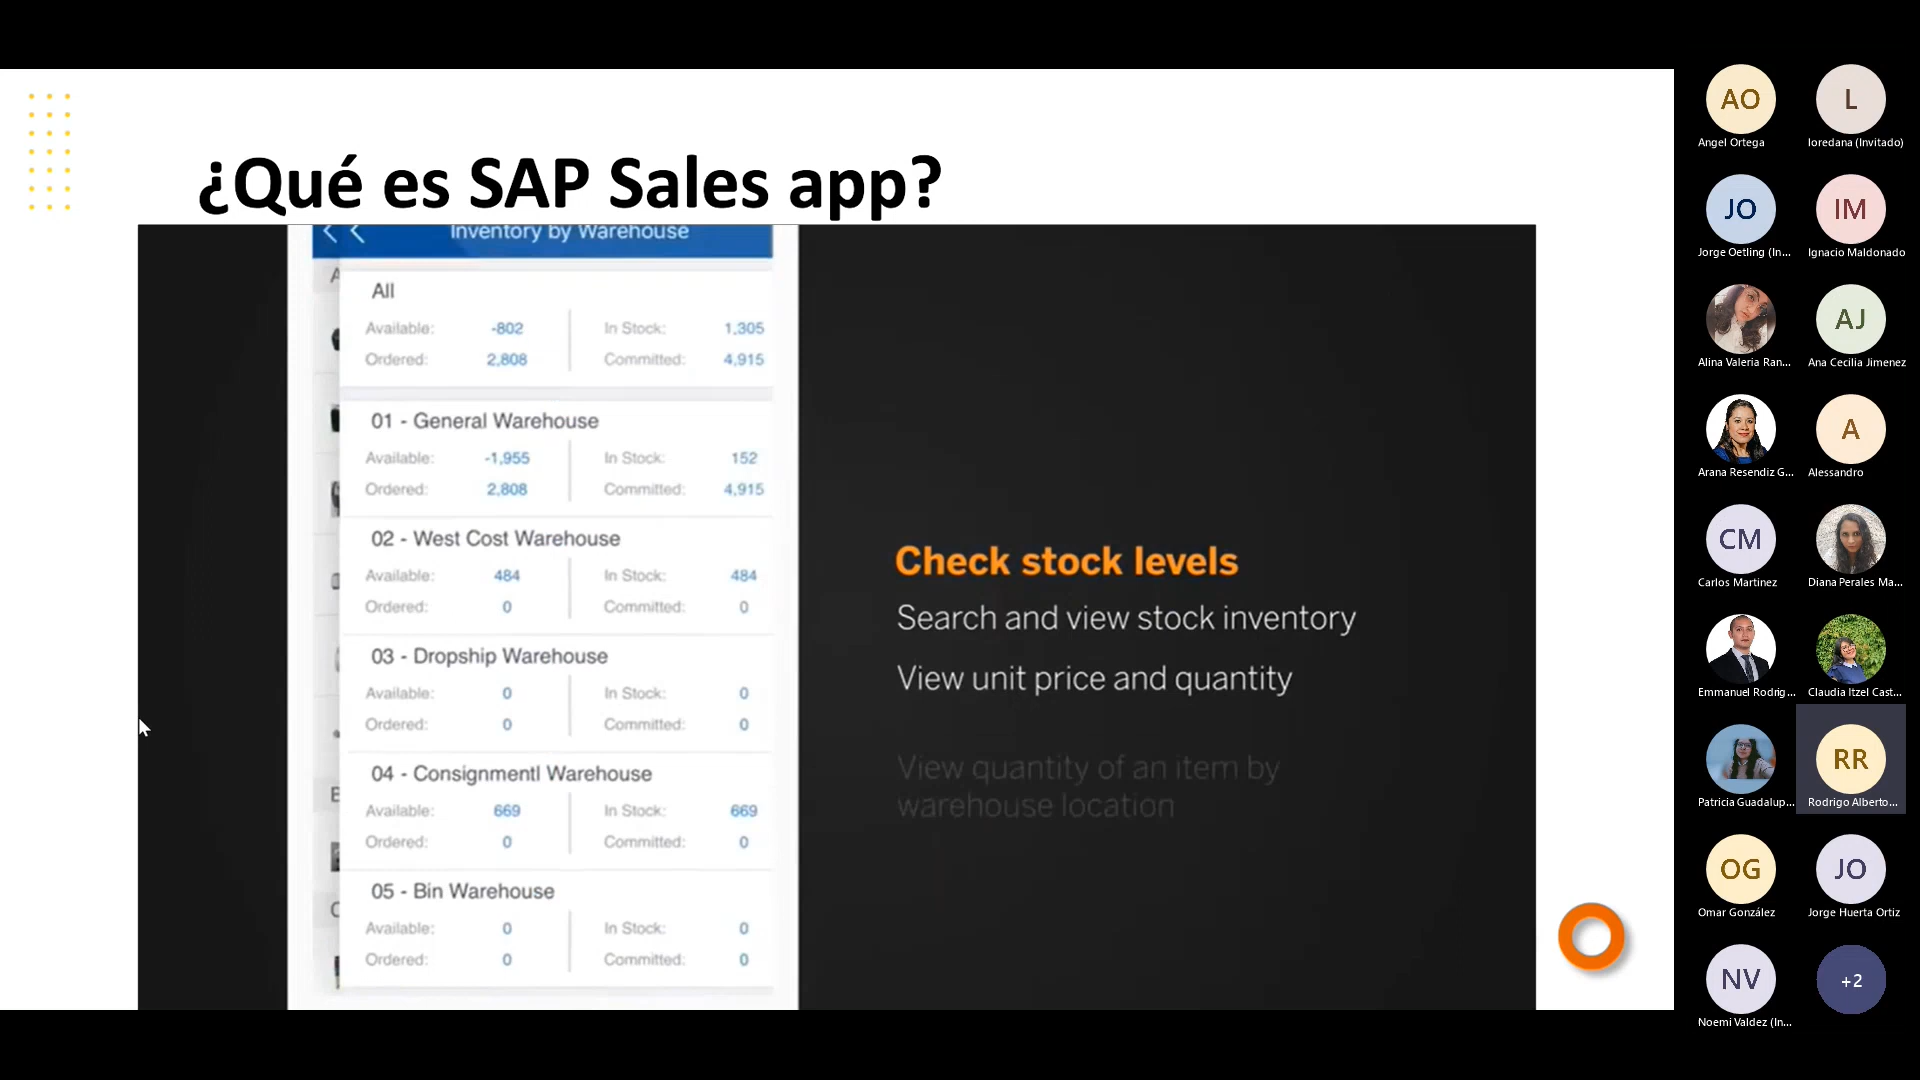 ¿Qué es SAP Sales app?
Inventory by Warehouse
All
Available: -802 In Stock: 1,305
Ordered: 2,808 Committed: 4,915
01 - General Warehouse
Available: -1,955 In Stock: 152
Ordered: 2,808 Committed: 4,915
02 - West Cost Warehouse
Available: 484 In Stock: 484
Ordered: 0 Committed: 0
03 - Dropship Warehouse
Available: 0 In Stock: 0
Ordered: 0 Committed: 0
04 - Consignmentl Warehouse
Available: 669 In Stock: 669
Ordered: 0 Committed: 0
05 - Bin Warehouse
Available: 0 In Stock: 0
Ordered: 0 Committed: 0
Check stock levels
Search and view stock inventory
View unit price and quantity
View quantity of an item by
warehouse location
AO L
Angel Ortega loredana (Invitado)
JO IM
Jorge Oetling (In... Ignacio Maldonado
AJ
Alina Valeria Ran... Ana Cecilia Jimenez
A
Arana Resendiz G... Alessandro
CM
Carlos Martinez Diana Perales Ma...
Emmanuel Rodrig... Claudia Itzel Cast...
RR
Patricia Guadalup... Rodrigo Alberto...
OG JO
Omar González Jorge Huerta Ortiz
NV +2
Noemi Valdez (In...